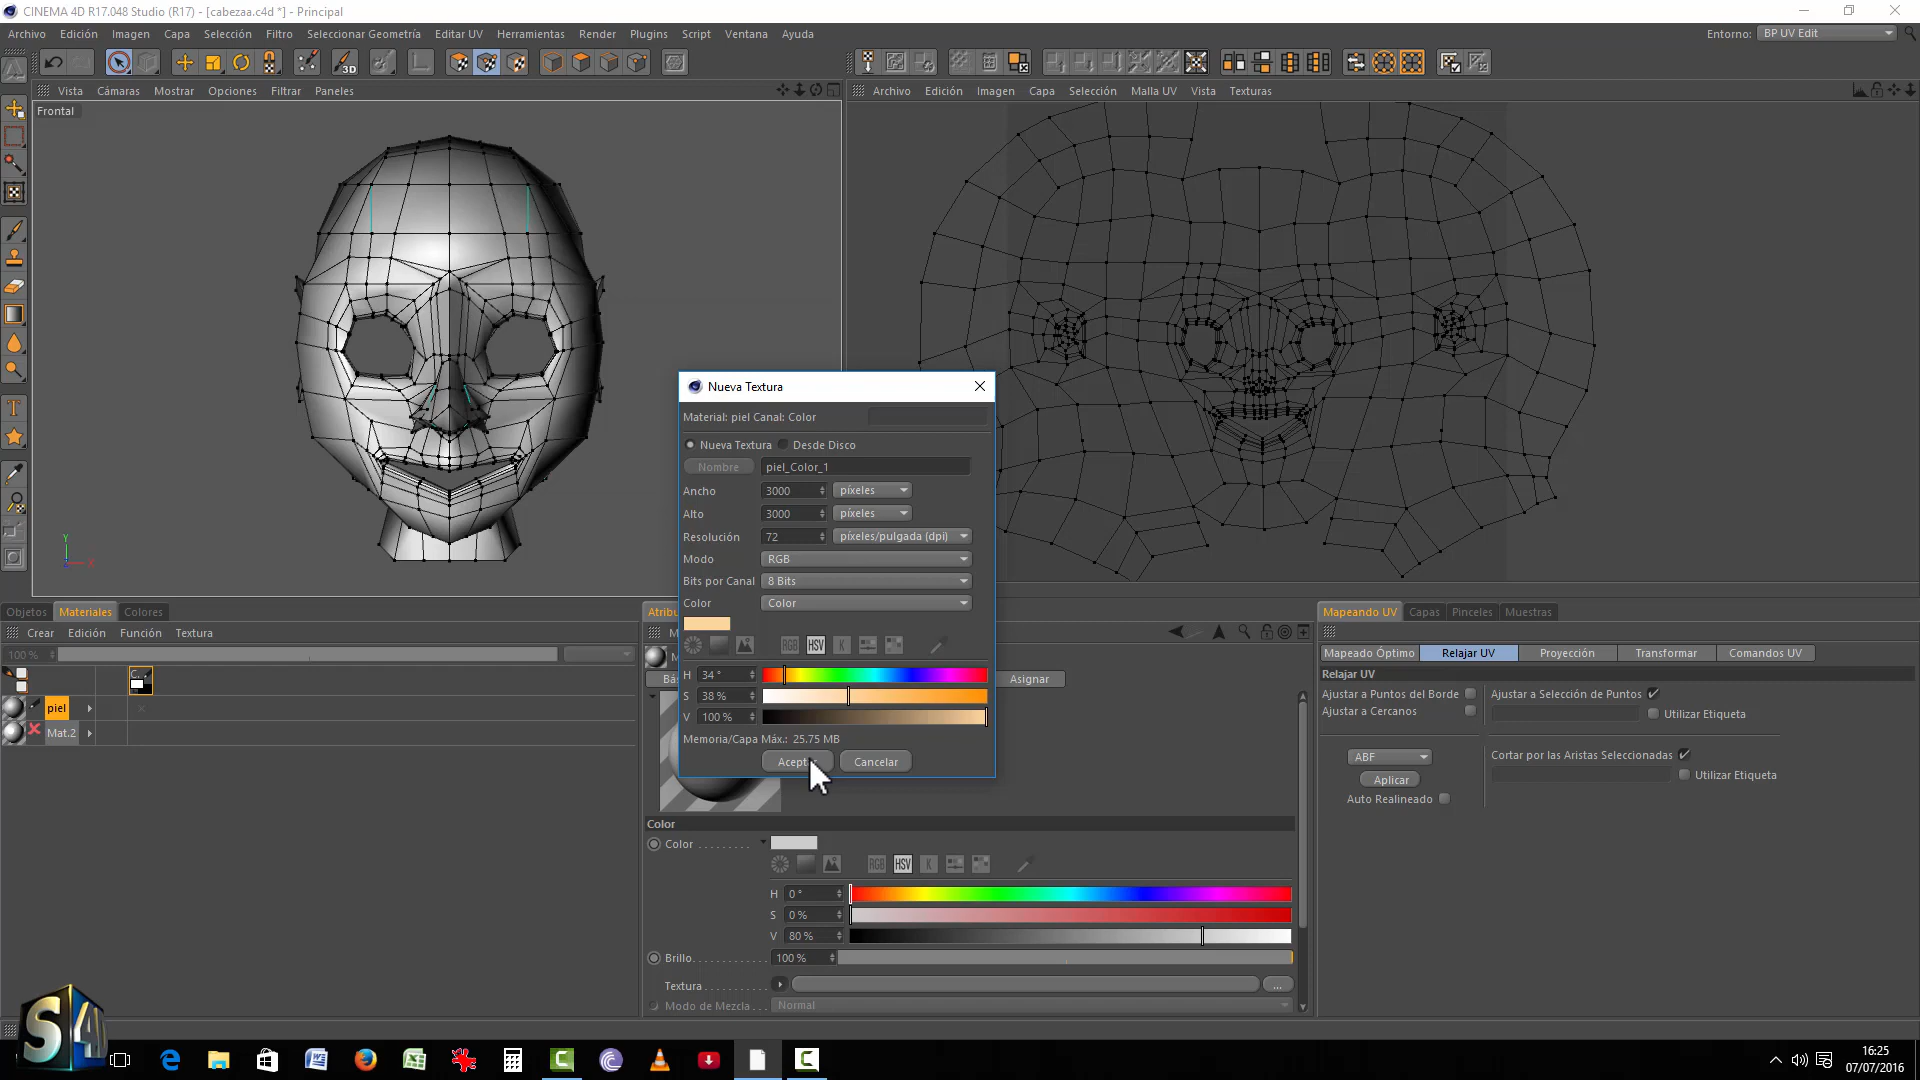 CINEMA 4D R17.048 Studio (R17) - [cabezaa.c4d *] - Principal
Archivo Edición Imagen Capa Selección Filtro Seleccionar Geometría Editar UV Herramientas Render Plugins Script Ventana Ayuda Entorno: BP UV Edit
3D
Vista Cámaras Mostrar Opciones Filtrar Paneles
Archivo Edición Imagen Capa Selección Malla UV Vista Texturas
Frontal
Y
X
Nueva Textura
Material: piel Canal: Color
Nueva Textura Desde Disco
Nombre piel_Color_1
Ancho 3000 píxeles
Alto 3000 píxeles
Resolución 72 píxeles/pulgada (dpi)
Modo RGB
Bits por Canal 8 Bits
Color Color
RGB HSV K
H 34 °
S 38 %
V 100 %
Memoria/Capa Máx.: 25.75 MB
Cancelar
Objetos Materiales Colores
Crear Edición Función Textura
100 %
piel
Mat.2
Asignar
Color
Color
RGB HSV K
H 0 °
S 0 %
V 80 %
Brillo 100 %
Textura ...
Modo de Mezcla Normal
Mapeando UV Capas Pinceles Muestras
Mapeado Óptimo Relajar UV Proyección Transformar Comandos UV
Relajar UV
Ajustar a Puntos del Borde Ajustar a Selección de Puntos
Ajustar a Cercanos Utilizar Etiqueta
ABF Cortar por las Aristas Seleccionadas
Aplicar Utilizar Etiqueta
Auto Realineado
S4
16:25
07/07/2016